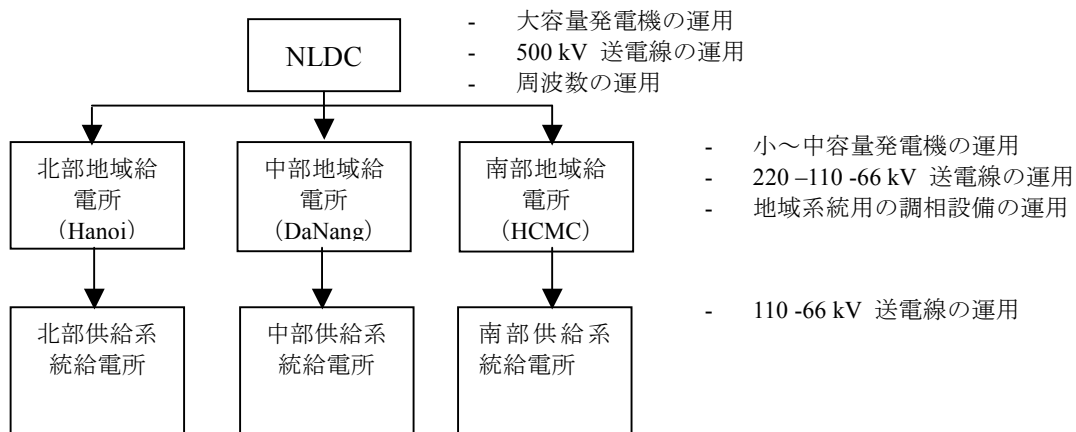 - 大容量発電機の運用
NLDC
- 500 kV 送電線の運用
- 周波数の運用
北部地域給
電所
（Hanoi）
中部地域給
電所
（DaNang）
南部地域給
電所
（HCMC）
- 小～中容量発電機の運用
- 220 –110 -66 kV 送電線の運用
- 地域系統用の調相設備の運用
北部供給系
統給電所
中部供給系
統給電所
南部供給系
統給電所
- 110 -66 kV 送電線の運用